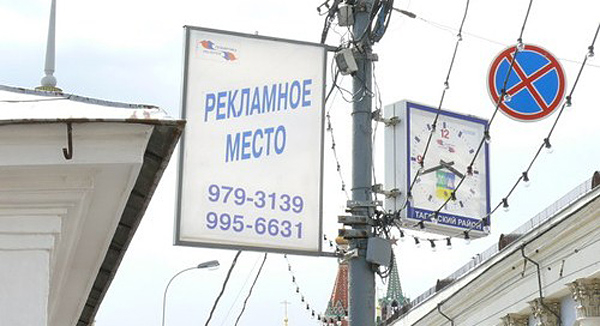 РЕКЛАМНОЕ
МЕСТО
979-3139
995-6631
12
ТАГАНСКИЙ РАЙОН